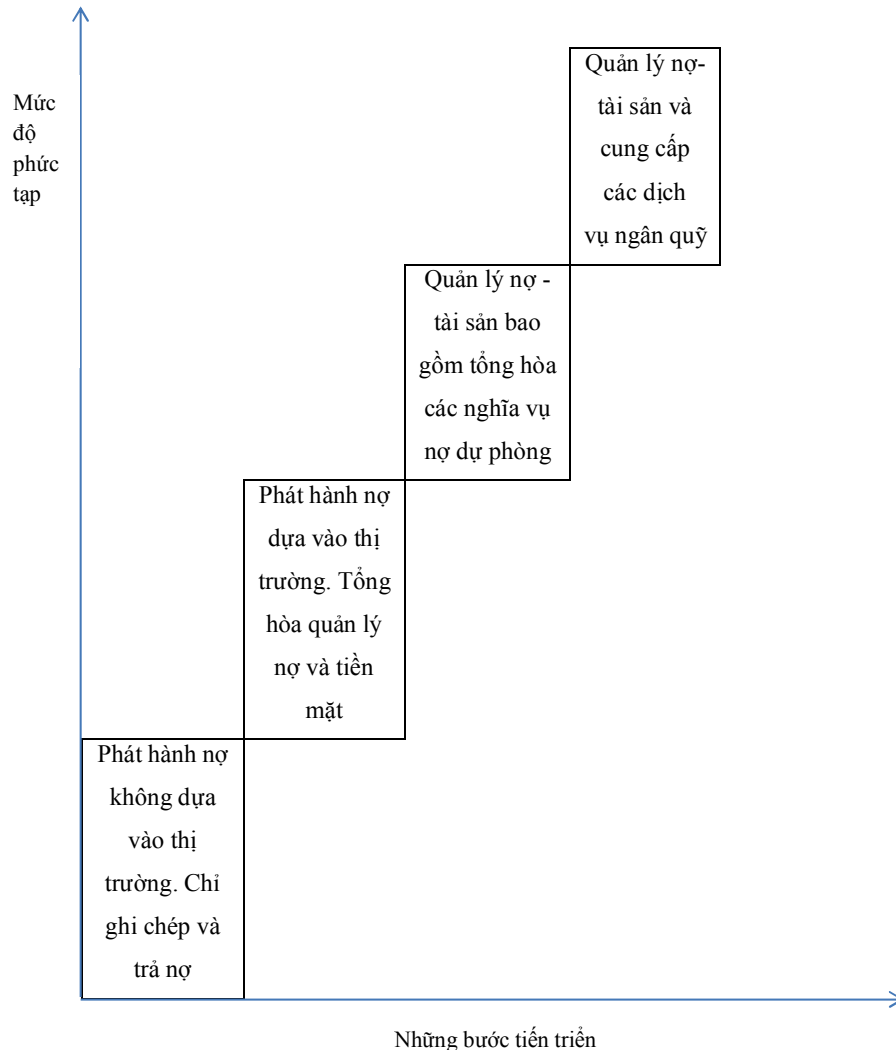 Mức
độ
phức
tạp
Quản lý nợ-
tài sản và
cung cấp
các dịch
vụ ngân quỹ
Quản lý nợ -
tài sản bao
gồm tổng hòa
các nghĩa vụ
nợ dự phòng
Phát hành nợ
dựa vào thị
trường. Tổng
hòa quản lý
nợ và tiền
mặt
Phát hành nợ
không dựa
vào thị
trường. Chỉ
ghi chép và
trả nợ
Những bước tiến triển